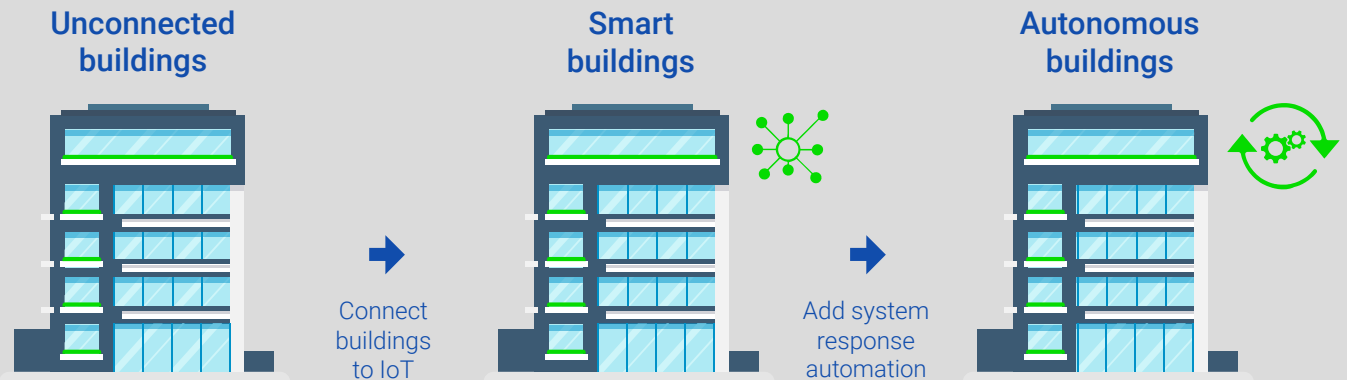 Unconnected
buildings
Smart
buildings
Autonomous
buildings
Connect
buildings
to IoT
Add system
response
automation